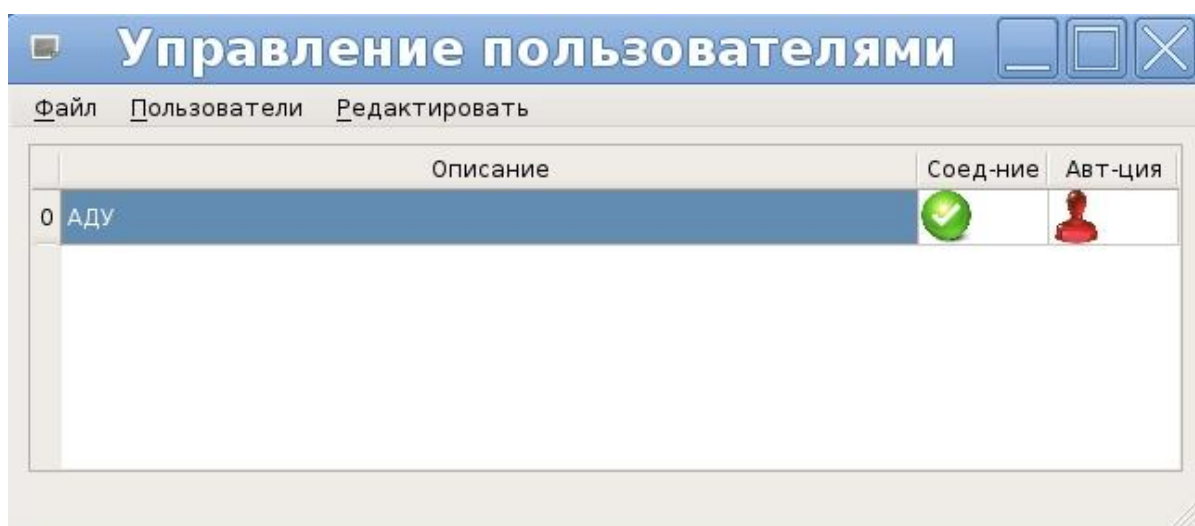 Управление пользователями
Файл Пользователи Редактировать
Описание Соед-ние Авт-ция
0 АДУ